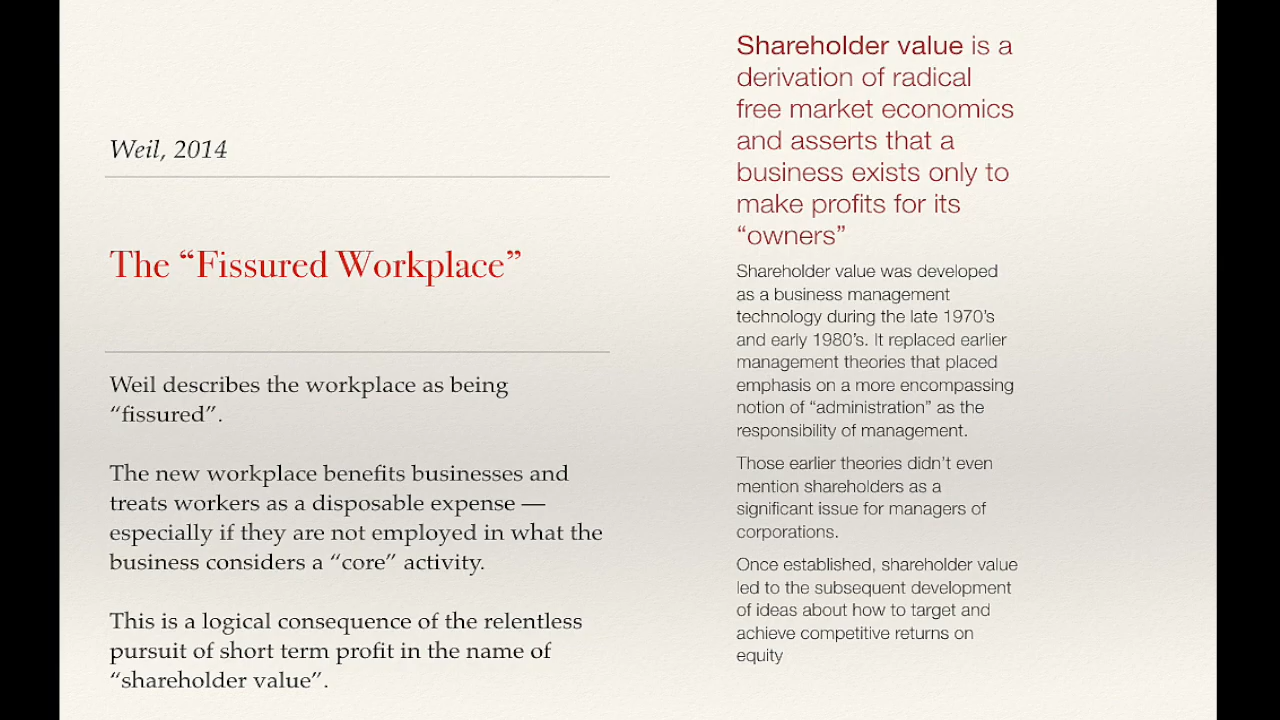 Weil, 2014
The “Fissured Workplace”
Weil describes the workplace as being
“fissured”.
The new workplace benefits businesses and
treats workers as a disposable expense —
especially if they are not employed in what the
business considers a “core” activity.
This is a logical consequence of the relentless
pursuit of short term profit in the name of
“shareholder value”.
Shareholder value is a
derivation of radical
free market economics
and asserts that a
business exists only to
make profits for its
“owners”
Shareholder value was developed
as a business management
technology during the late 1970’s
and early 1980’s. It replaced earlier
management theories that placed
emphasis on a more encompassing
notion of “administration” as the
responsibility of management.
Those earlier theories didn’t even
mention shareholders as a
significant issue for managers of
corporations.
Once established, shareholder value
led to the subsequent development
of ideas about how to target and
achieve competitive returns on
equity